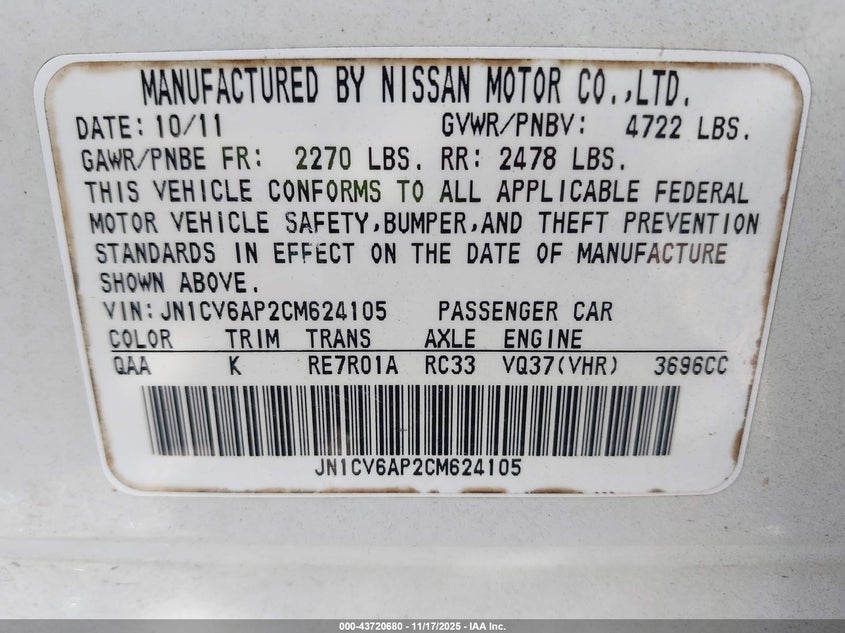 MANUFACTURED BY NISSAN MOTOR CO.,LTD.
DATE: 10/11 GVWR/PNBV: 4722 LBS.
GAWR/PNBE FR: 2270 LBS. RR: 2478 LBS.
THIS VEHICLE CONFORMS TO ALL APPLICABLE FEDERAL
MOTOR VEHICLE SAFETY,BUMPER,AND THEFT PREVENTION
STANDARDS IN EFFECT ON THE DATE OF MANUFACTURE
SHOWN ABOVE.
VIN:JN1CV6AP2CM624105 PASSENGER CAR
COLOR TRIM TRANS AXLE ENGINE
QAA K RE7R01A RC33 VQ37(VHR) 3696CC
JN1CV6AP2CM624105
000-43720680 - 11/17/2025 - IAA Inc.